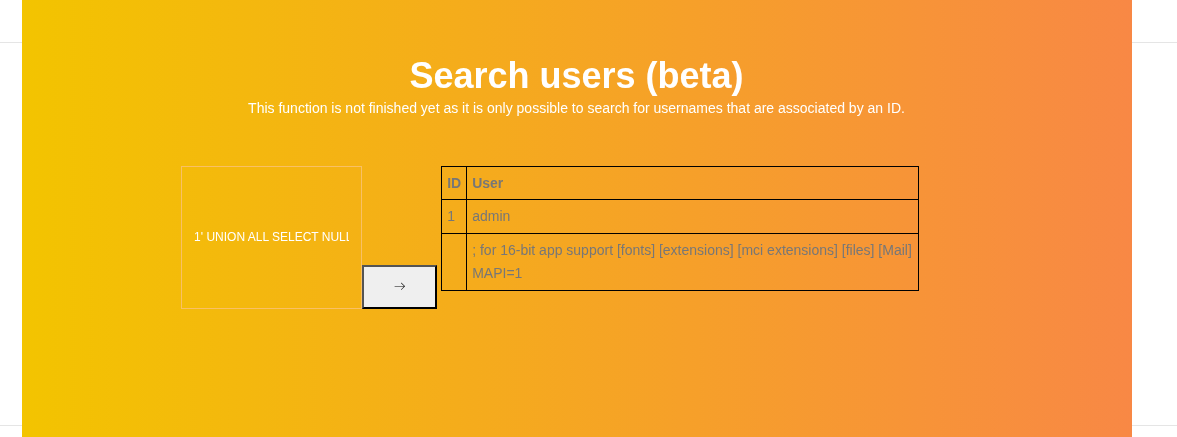 Search users (beta)
This function is not finished yet as it is only possible to search for usernames that are associated by an ID.
1' UNION ALL SELECT NULL
ID User
1 admin
; for 16-bit app support [fonts] [extensions] [mci extensions] [files] [Mail]
MAPI=1